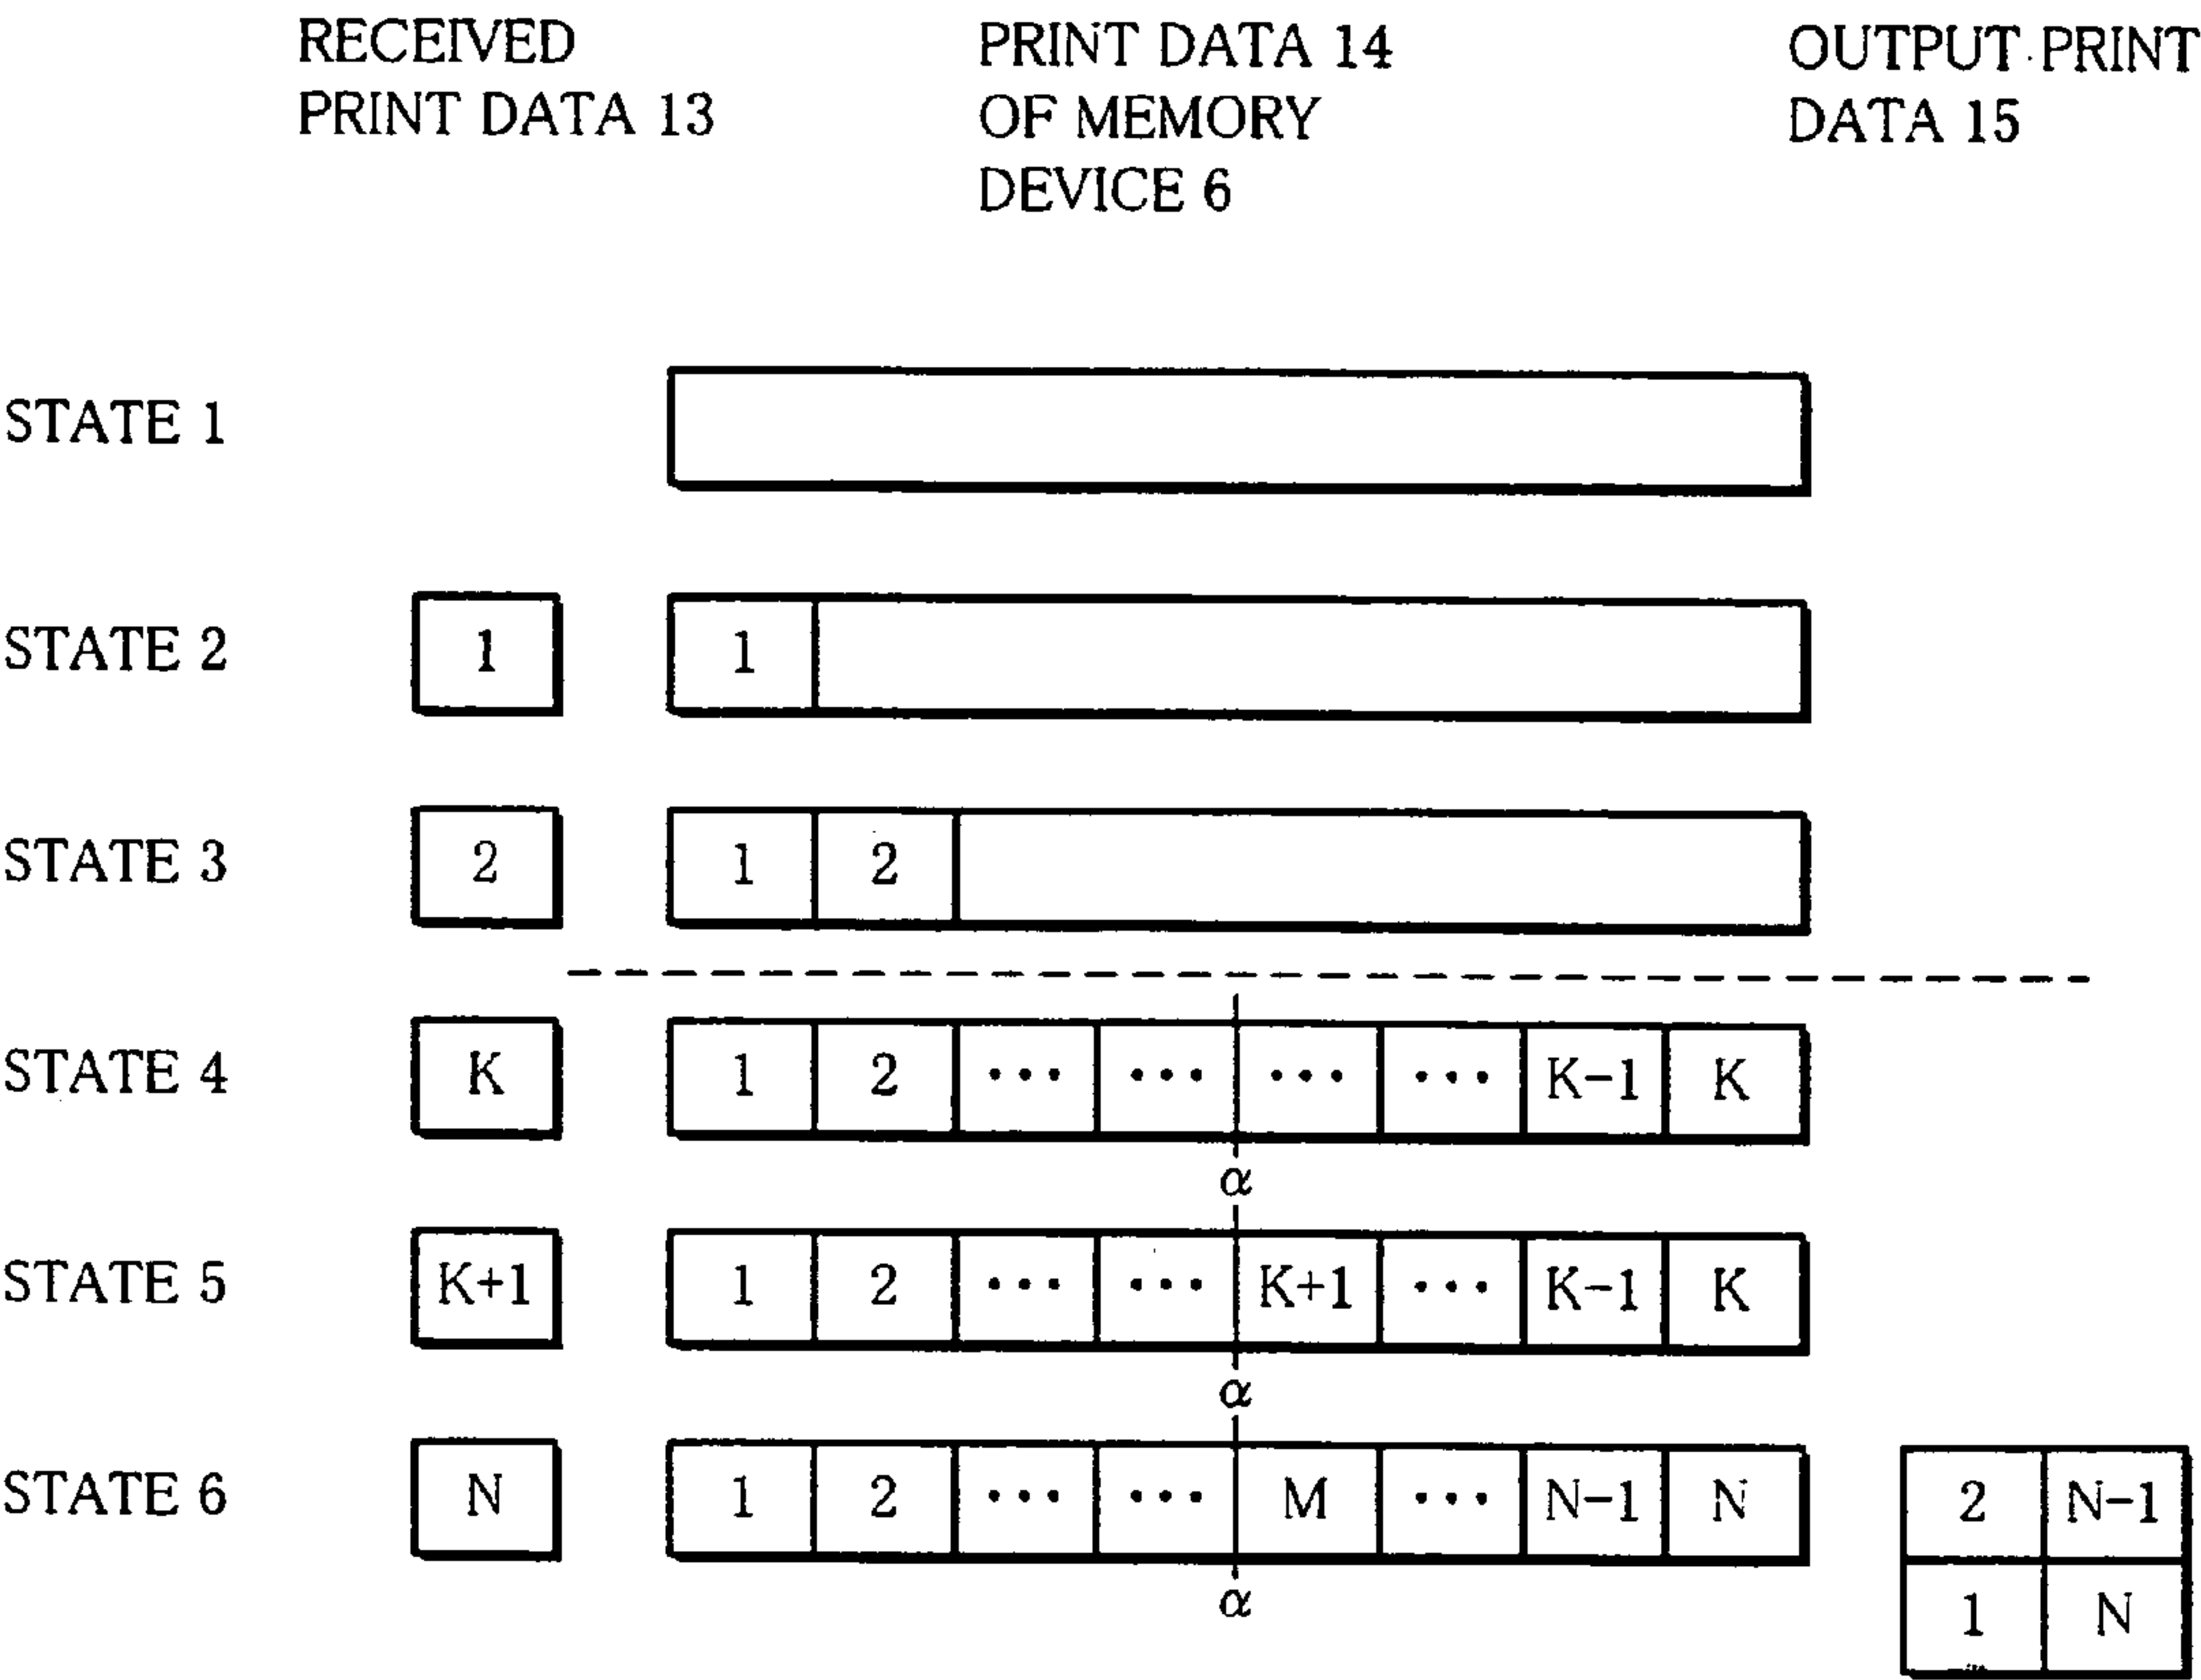 RECEIVED
PRINT DATA 13
PRINT DATA 14
OF MEMORY
DEVICE 6
OUTPUT PRINT
DATA 15
STATE 1
STATE 2
1
1
STATE 3
2
1 2
STATE 4
K
1 2 ••• ••• ••• ••• K-1 K
α
STATE 5
K+1
1 2 ••• ••• K+1 ••• K-1 K
α
STATE 6
N
1 2 ••• ••• M ••• N-1 N
α
2 N-1
1 N